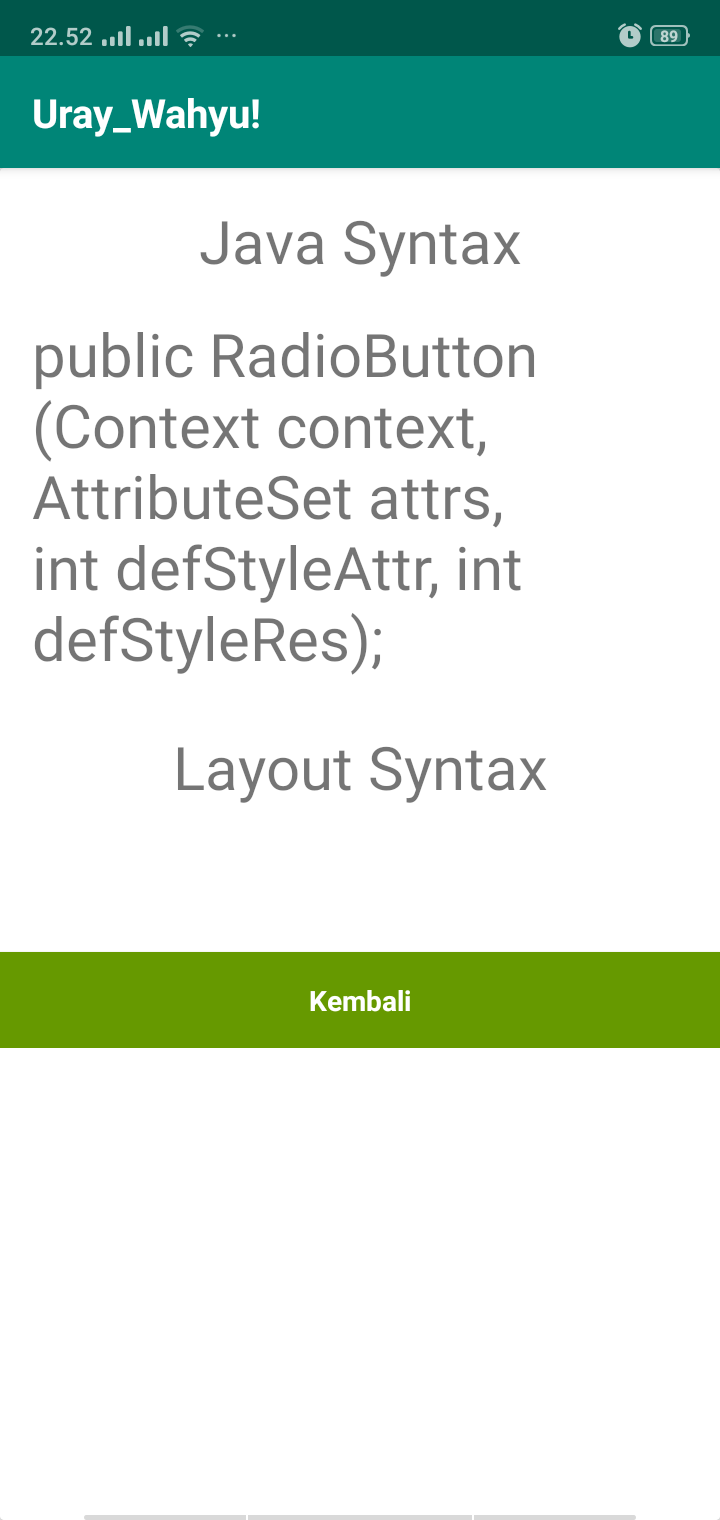 22.52
89
Uray_Wahyu!
Java Syntax
public RadioButton
(Context context,
AttributeSet attrs,
int defStyleAttr, int
defStyleRes);
Layout Syntax
Kembali